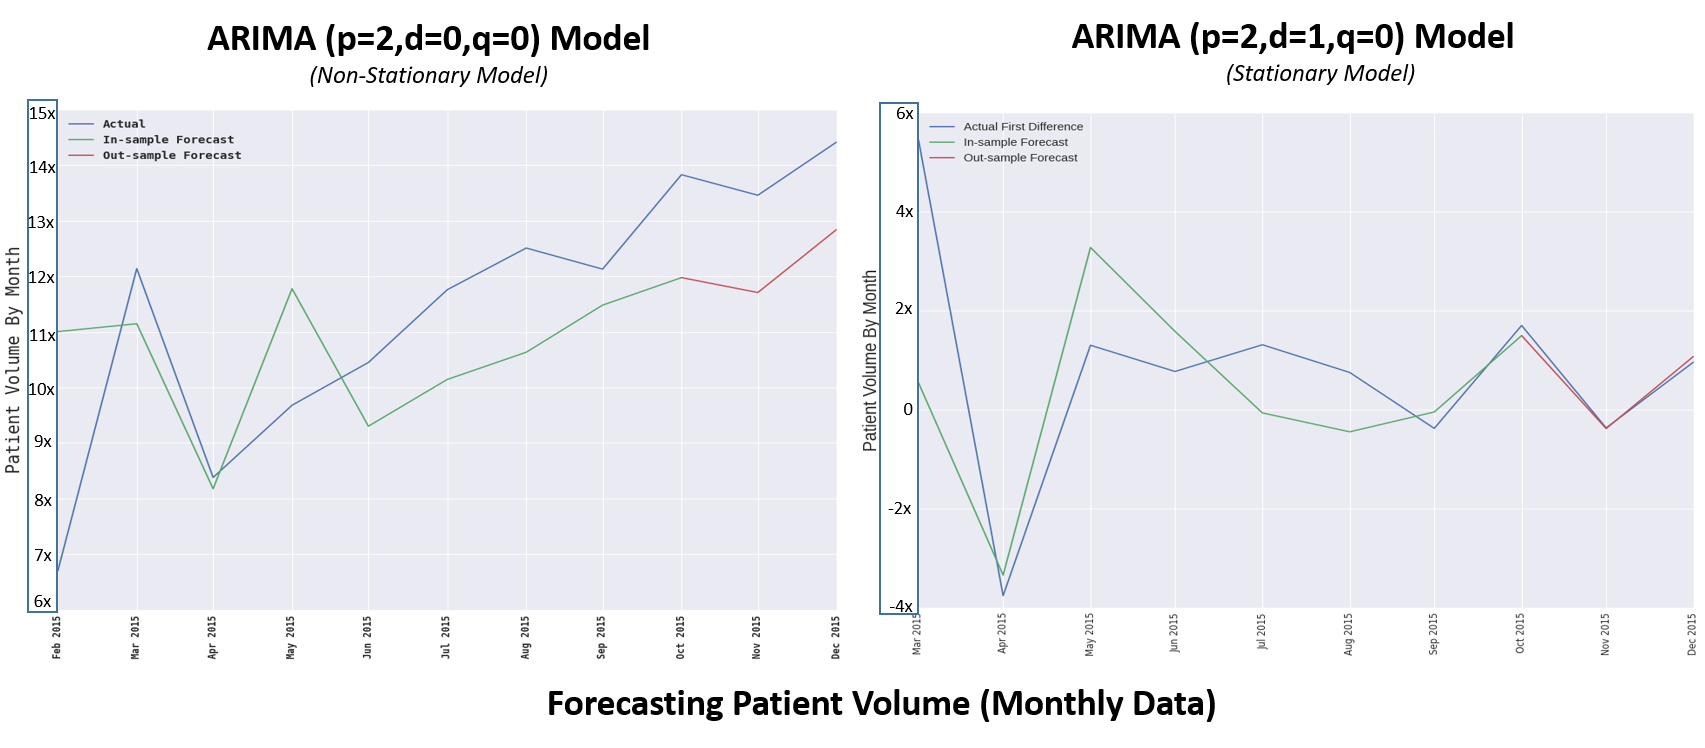 ARIMA (p=2,d=0,q=0) Model
(Non-Stationary Model)
15x
14x
13x
12x
11x
10x
9x
8x
7x
6x
Patient Volume By Month
Actual
In-sample Forecast
Out-sample Forecast
Feb 2015
Mar 2015
Apr 2015
May 2015
Jun 2015
Jul 2015
Aug 2015
Sep 2015
Oct 2015
Nov 2015
Dec 2015
ARIMA (p=2,d=1,q=0) Model
(Stationary Model)
6x
4x
2x
0
-2x
-4x
Patient Volume By Month
Actual First Difference
In-sample Forecast
Out-sample Forecast
Mar 2015
Apr 2015
May 2015
Jun 2015
Jul 2015
Aug 2015
Sep 2015
Oct 2015
Nov 2015
Dec 2015
Forecasting Patient Volume (Monthly Data)